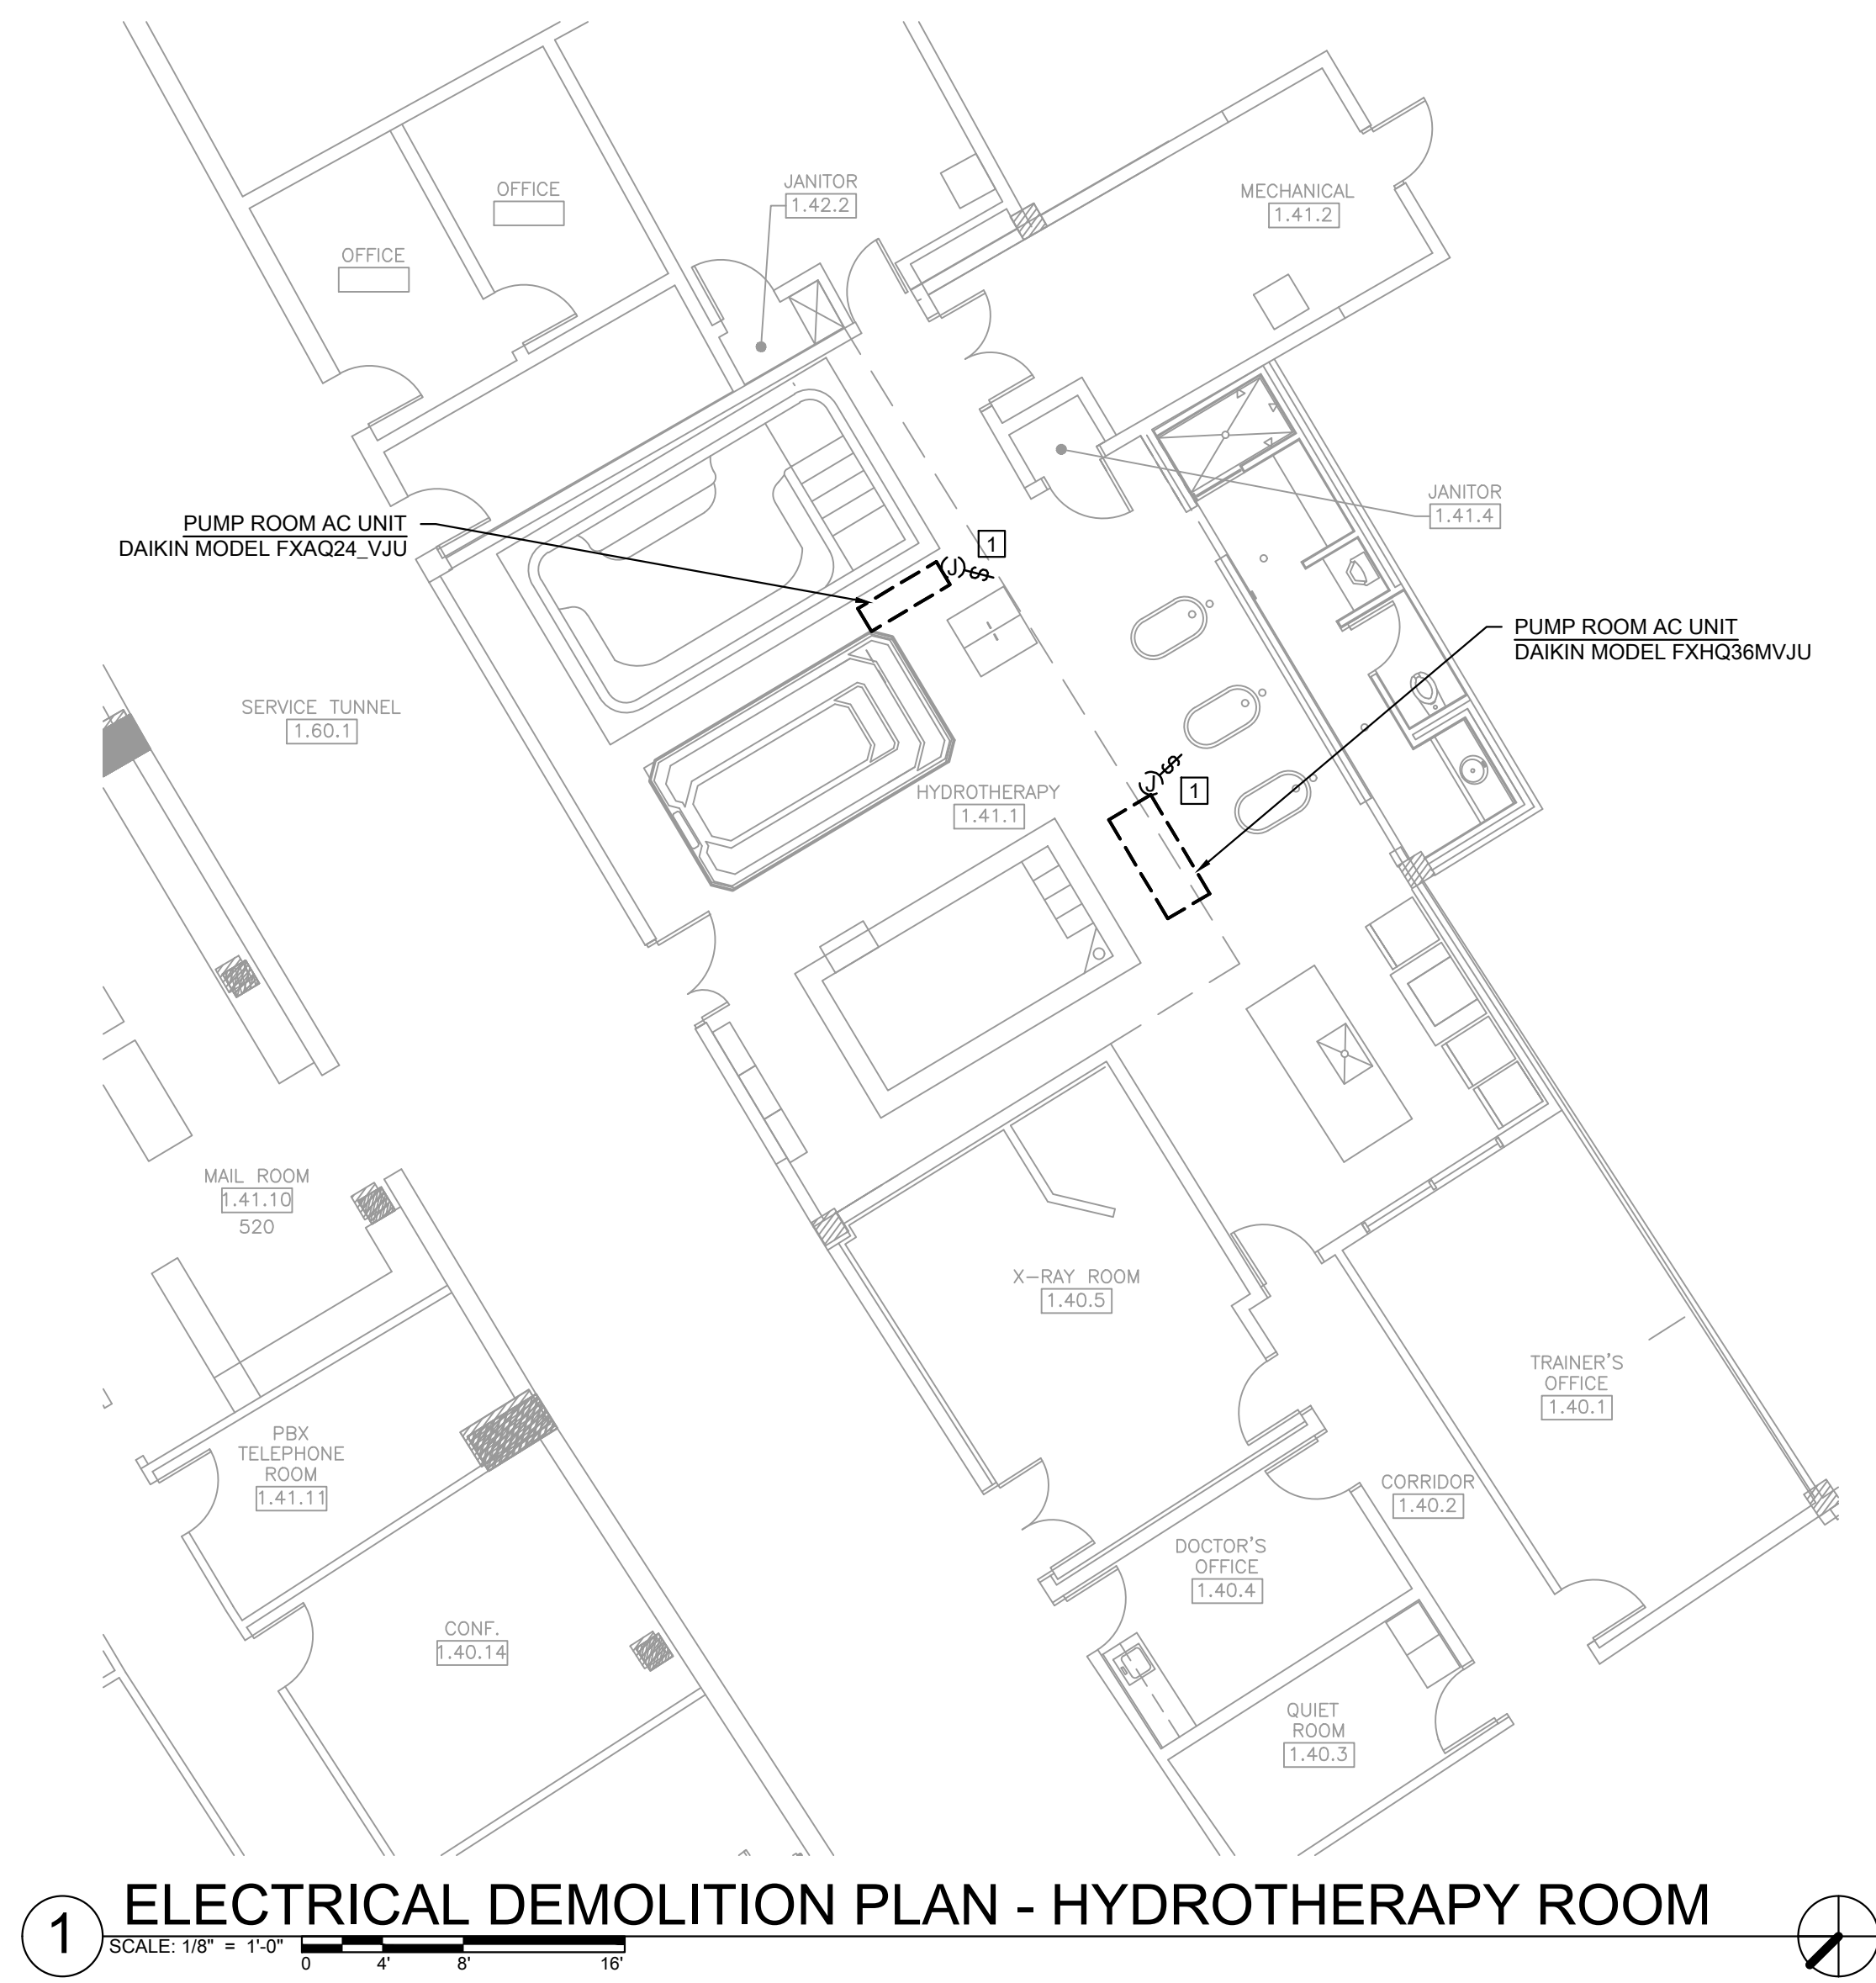 OFFICE
OFFICE
JANITOR
1.42.2
MECHANICAL
1.41.2
JANITOR
1.41.4
PUMP ROOM AC UNIT
DAIKIN MODEL FXAQ24_VJU
(J)
$
1
PUMP ROOM AC UNIT
DAIKIN MODEL FXHQ36MVJU
SERVICE TUNNEL
1.60.1
(J)
$
1
HYDROTHERAPY
1.41.1
MAIL ROOM
1.41.10
520
X-RAY ROOM
1.40.5
TRAINER'S
OFFICE
1.40.1
PBX
TELEPHONE
ROOM
1.41.11
CORRIDOR
1.40.2
DOCTOR'S
OFFICE
1.40.4
CONF.
1.40.14
QUIET
ROOM
1.40.3
1
ELECTRICAL DEMOLITION PLAN - HYDROTHERAPY ROOM
SCALE: 1/8" = 1'-0"
0 4' 8' 16'